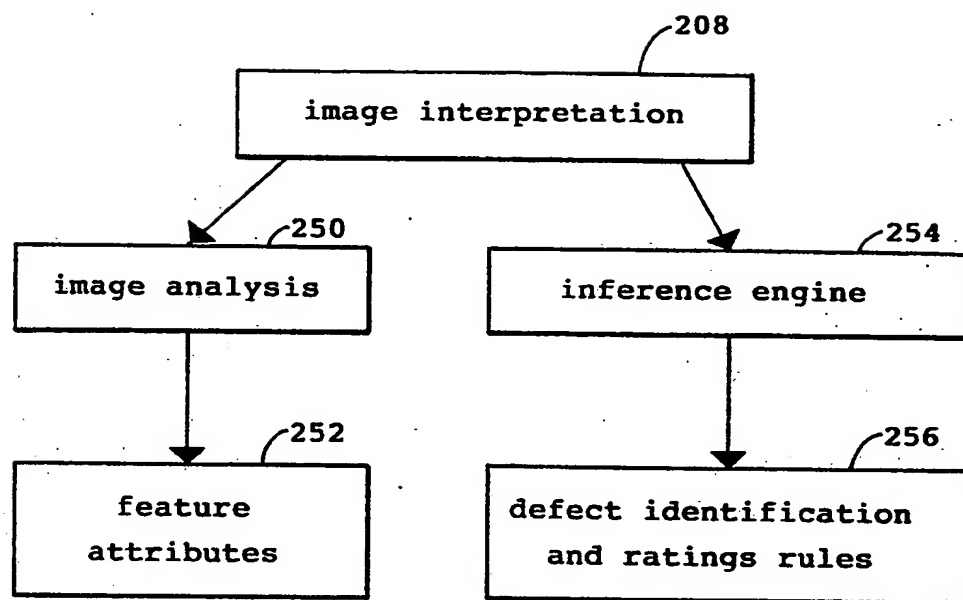 208
image interpretation
250
image analysis
254
inference engine
252
feature
attributes
256
defect identification
and ratings rules